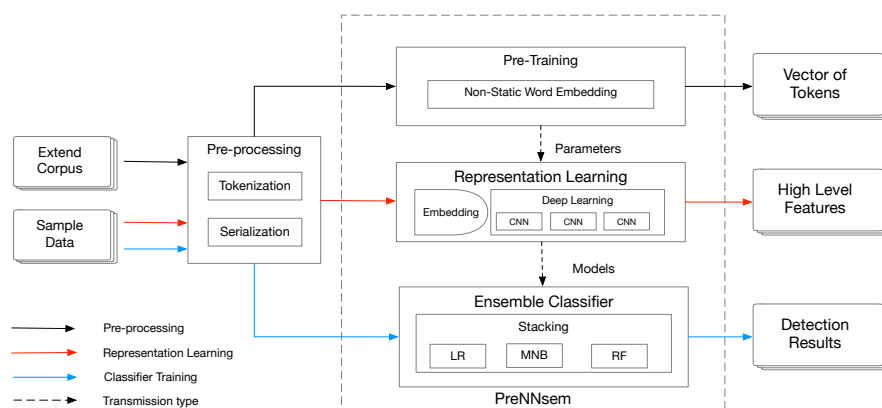 Extend
Corpus
Sample
Data
Pre-processing
Tokenization
Serialization
Pre-Training
Non-Static Word Embedding
Parameters
Representation Learning
Embedding
Deep Learning
CNN
CNN
CNN
Models
Ensemble Classifier
Stacking
LR
MNB
RF
PreNNsem
Vector of
Tokens
High Level
Features
Detection
Results
Pre-processing
Representation Learning
Classifier Training
Transmission type